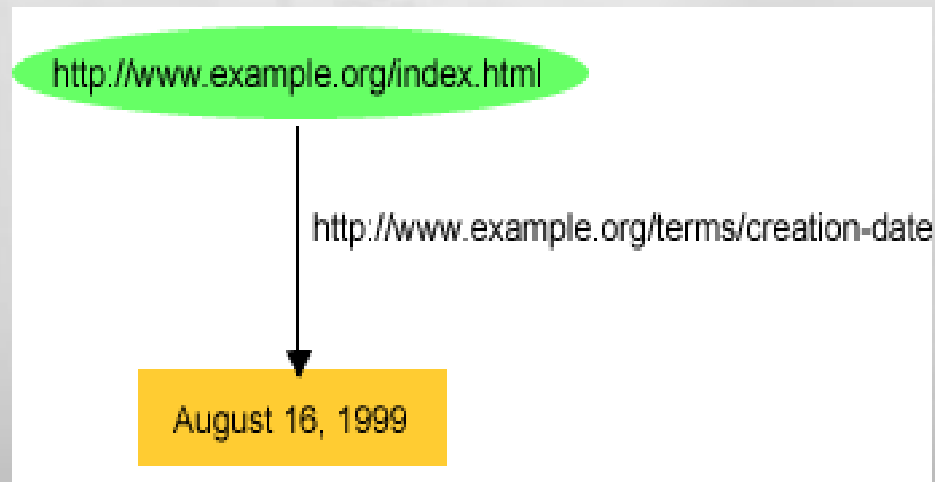 http://www.example.org/index.html
http://www.example.org/terms/creation-date
August 16, 1999